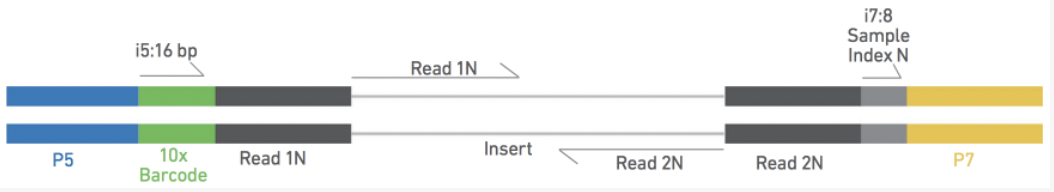 i5:16 bp
Read 1N
i7:8
Sample
Index N
P5
10x
Barcode
Read 1N
Insert
Read 2N
Read 2N
P7